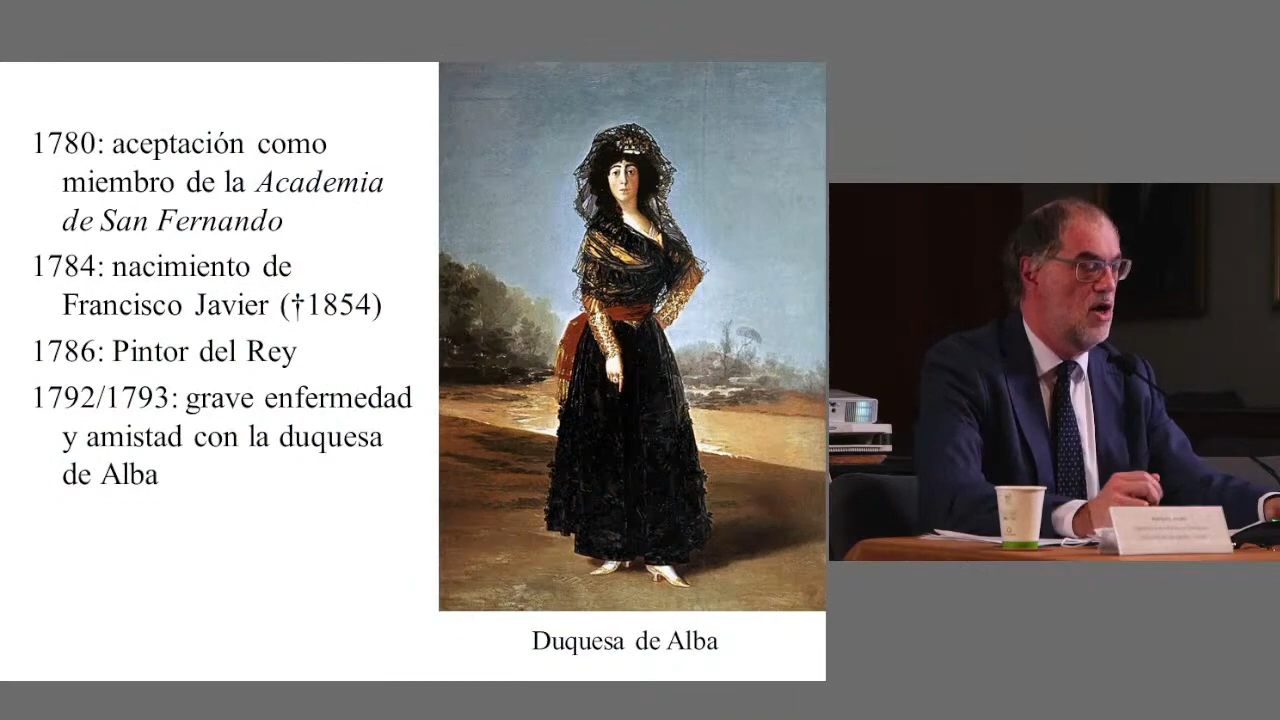 1780: aceptación como
miembro de la Academia
de San Fernando
1784: nacimiento de
Francisco Javier (†1854)
1786: Pintor del Rey
1792/1793: grave enfermedad
y amistad con la duquesa
de Alba
Duquesa de Alba